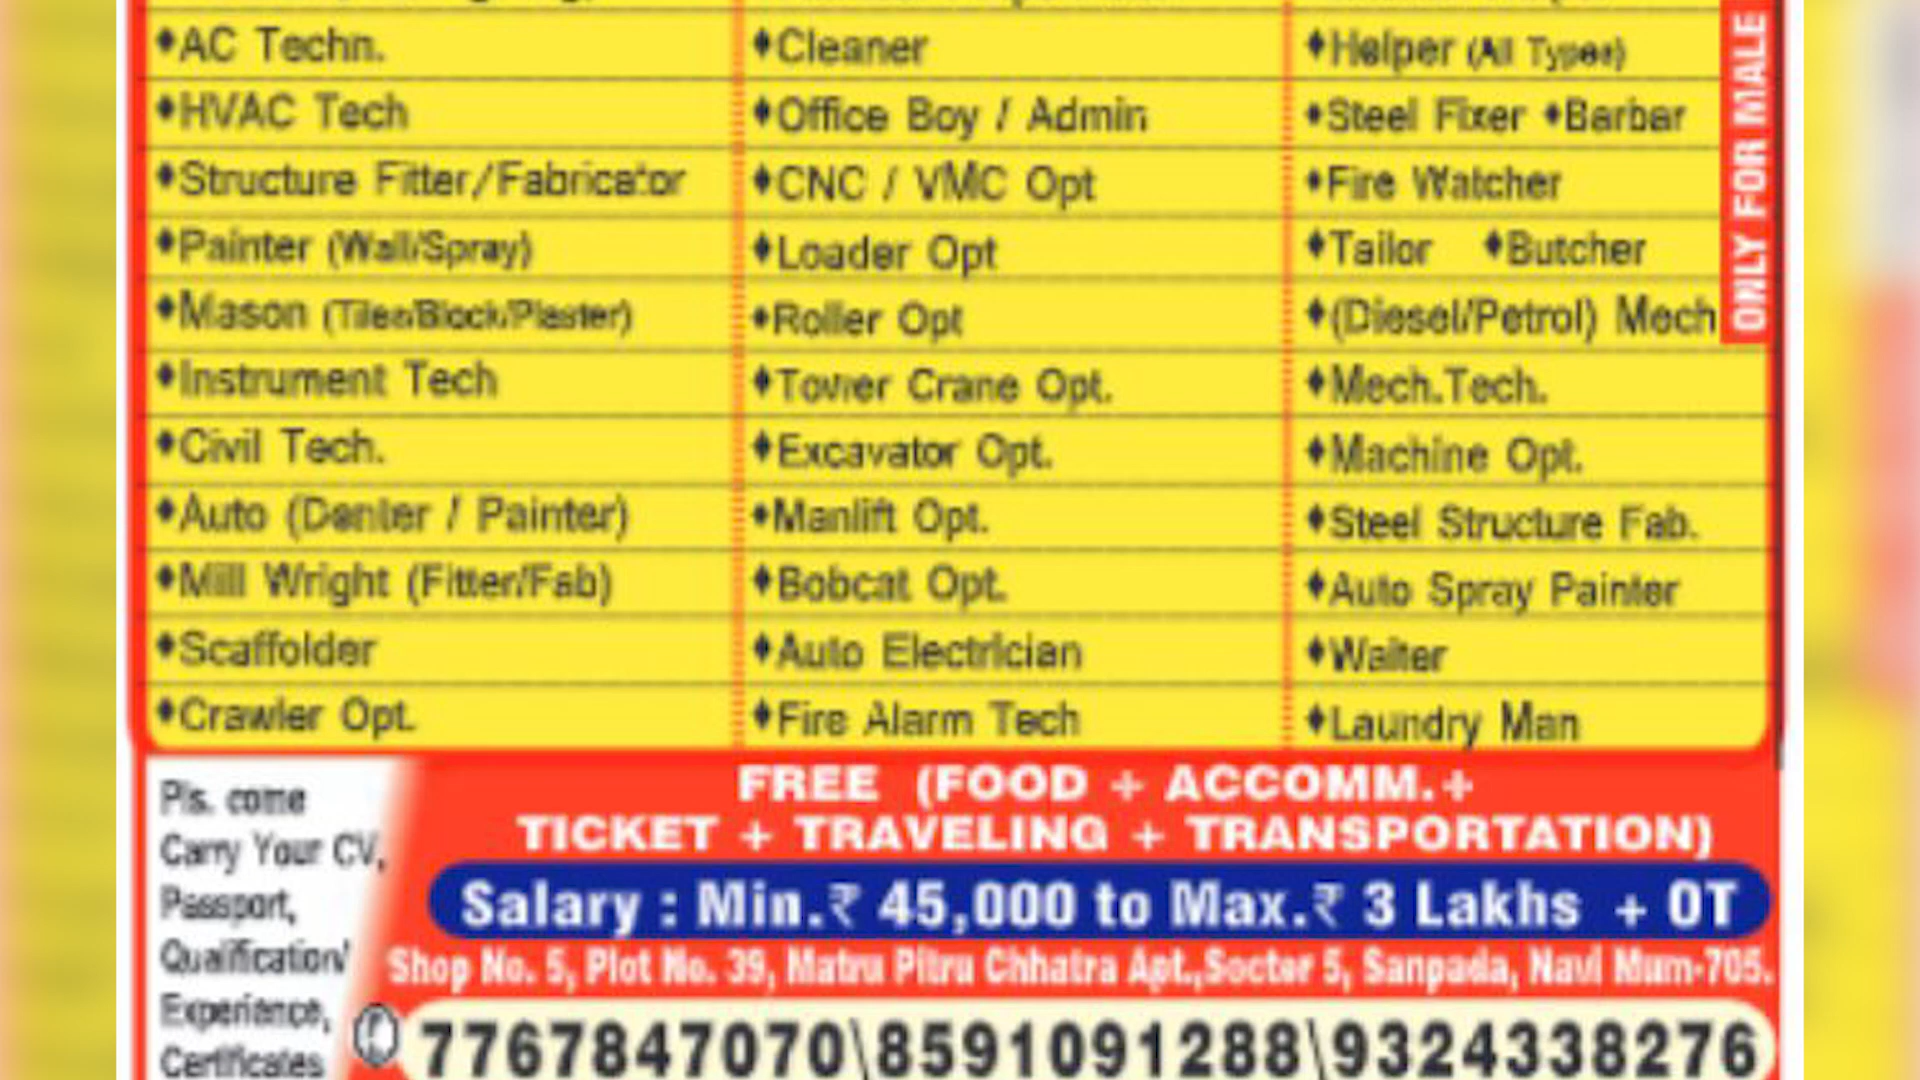 ♦AC Techn. ♦Cleaner ♦Helper (All Types)
♦HVAC Tech ♦Office Boy / Admin ♦Steel Fixer ♦Barbar
♦Structure Fitter/Fabricator ♦CNC / VMC Opt ♦Fire Watcher
♦Painter (Wall/Spray) ♦Loader Opt ♦Tailor ♦Butcher
♦Mason (Tiles/Block/Plaster) ♦Roller Opt ♦(Diesel/Petrol) Mech
♦Instrument Tech ♦Tower Crane Opt. ♦Mech.Tech.
♦Civil Tech. ♦Excavator Opt. ♦Machine Opt.
♦Auto (Denter / Painter) ♦Manlift Opt. ♦Steel Structure Fab.
♦Mill Wright (Fitter/Fab) ♦Bobcat Opt. ♦Auto Spray Painter
♦Scaffolder ♦Auto Electrician ♦Waiter
♦Crawler Opt. ♦Fire Alarm Tech ♦Laundry Man
ONLY FOR MALE
FREE (FOOD + ACCOMM.+
TICKET + TRAVELING + TRANSPORTATION)
Salary : Min.₹ 45,000 to Max.₹ 3 Lakhs + OT
Pls. come
Carry Your CV,
Passport,
Qualification/
Experience,
Certificates
Shop No. 5, Plot No. 39, Matru Pitru Chhatra Apt.,Sector 5, Sanpada, Navi Mum-705.
7767847070\8591091288\9324338276